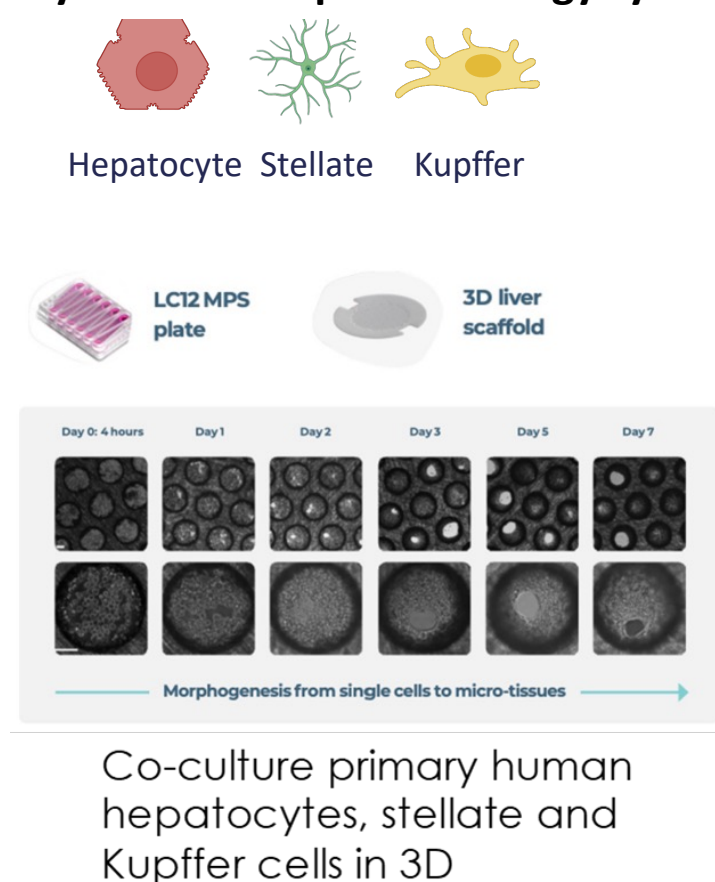 Hepatocyte Stellate Kupffer
LC12 MPS
plate
3D liver
scaffold
Day 0: 4 hours Day 1 Day 2 Day 3 Day 5 Day 7
Morphogenesis from single cells to micro-tissues
Co-culture primary human
hepatocytes, stellate and
Kupffer cells in 3D